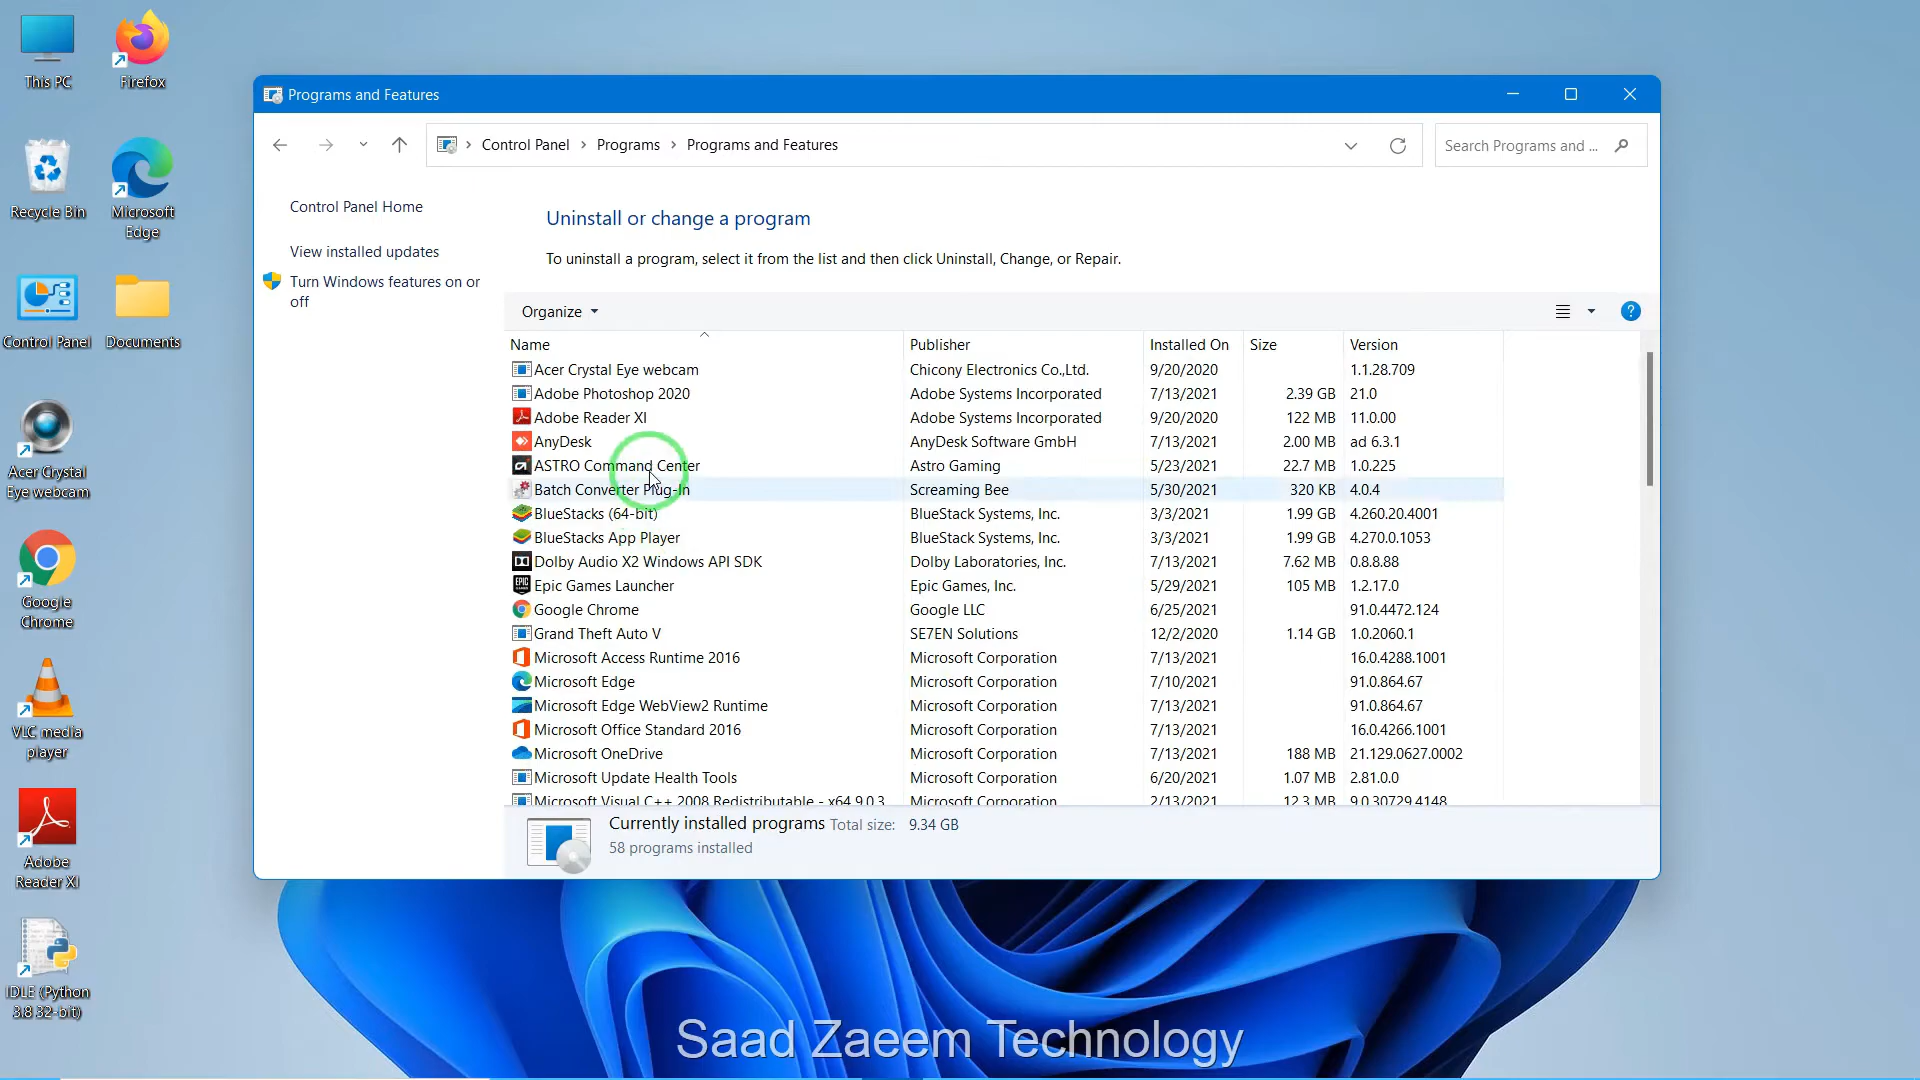 This PC
Firefox
Recycle Bin
Microsoft
Edge
Control Panel
Documents
Acer Crystal
Eye webcam
Google
Chrome
VLC media
player
Adobe
Reader XI
IDLE (Python
3.8 32-bit)
Programs and Features
Control Panel > Programs > Programs and Features
Search Programs and ...
Control Panel Home
View installed updates
Turn Windows features on or
off
Uninstall or change a program
To uninstall a program, select it from the list and then click Uninstall, Change, or Repair.
Organize
Name Publisher Installed On Size Version
Acer Crystal Eye webcam Chicony Electronics Co.,Ltd. 9/20/2020 1.1.28.709
Adobe Photoshop 2020 Adobe Systems Incorporated 7/13/2021 2.39 GB 21.0
Adobe Reader XI Adobe Systems Incorporated 9/20/2020 122 MB 11.0.00
AnyDesk AnyDesk Software GmbH 7/13/2021 2.00 MB ad 6.3.1
ASTRO Command Center Astro Gaming 5/23/2021 22.7 MB 1.0.225
Batch Converter Plug-In Screaming Bee 5/30/2021 320 KB 4.0.4
BlueStacks (64-bit) BlueStack Systems, Inc. 3/3/2021 1.99 GB 4.260.20.4001
BlueStacks App Player BlueStack Systems, Inc. 3/3/2021 1.99 GB 4.270.0.1053
Dolby Audio X2 Windows API SDK Dolby Laboratories, Inc. 7/13/2021 7.62 MB 0.8.8.88
Epic Games Launcher Epic Games, Inc. 5/29/2021 105 MB 1.2.17.0
Google Chrome Google LLC 6/25/2021 91.0.4472.124
Grand Theft Auto V SE7EN Solutions 12/2/2020 1.14 GB 1.0.2060.1
Microsoft Access Runtime 2016 Microsoft Corporation 7/13/2021 16.0.4288.1001
Microsoft Edge Microsoft Corporation 7/10/2021 91.0.864.67
Microsoft Edge WebView2 Runtime Microsoft Corporation 7/13/2021 91.0.864.67
Microsoft Office Standard 2016 Microsoft Corporation 7/13/2021 16.0.4266.1001
Microsoft OneDrive Microsoft Corporation 7/13/2021 188 MB 21.129.0627.0002
Microsoft Update Health Tools Microsoft Corporation 6/20/2021 1.07 MB 2.81.0.0
Microsoft Visual C++ 2008 Redistributable - x64 9.0.3... Microsoft Corporation 2/13/2021 12.3 MB 9.0.30729.4148
Currently installed programs Total size: 9.34 GB
58 programs installed
Saad Zaeem Technology